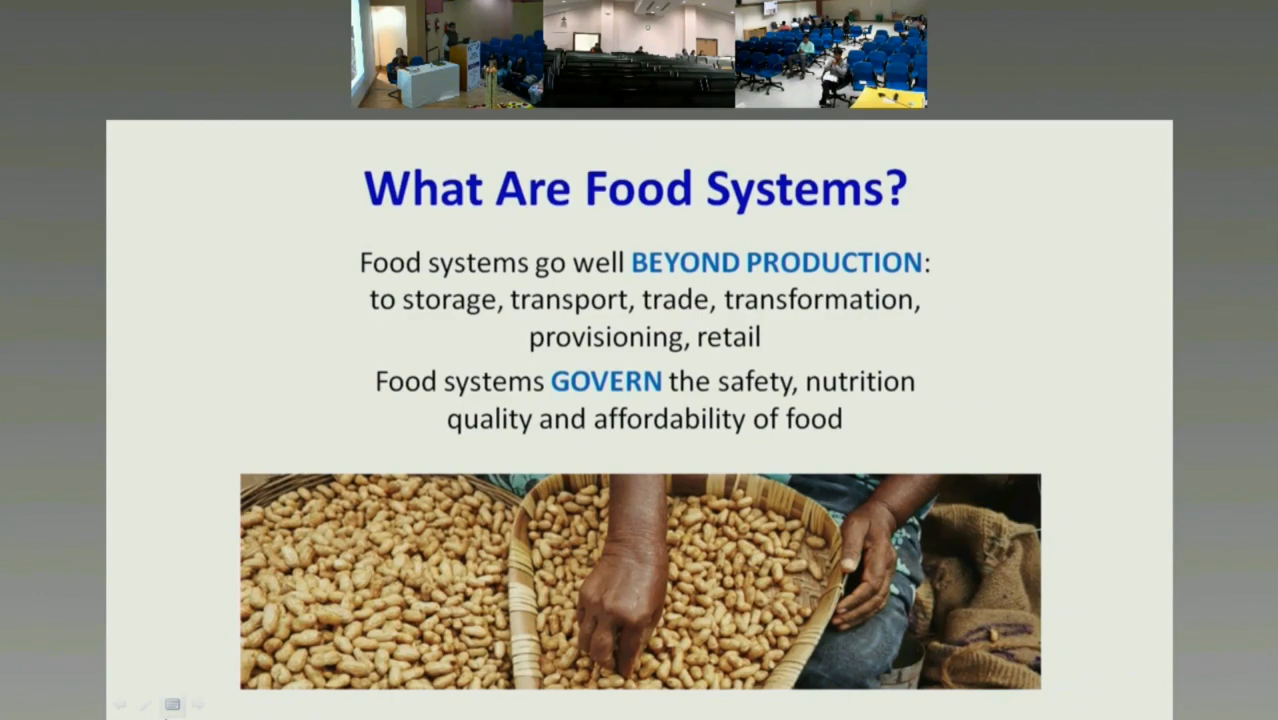 What Are Food Systems?
Food systems go well BEYOND PRODUCTION:
to storage, transport, trade, transformation,
provisioning, retail
Food systems GOVERN the safety, nutrition
quality and affordability of food